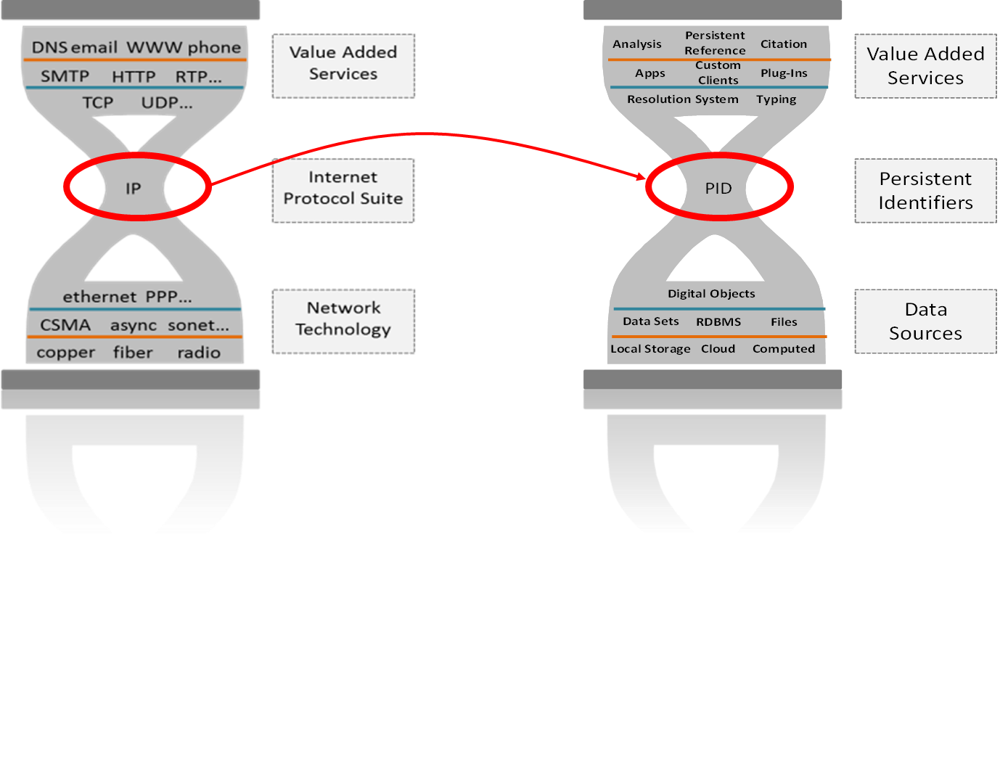 DNS email WWW phone
SMTP HTTP RTP...
TCP UDP...
Value Added
Services
IP
Internet
Protocol Suite
ethernet PPP...
CSMA async sonet...
copper fiber radio
Network
Technology
Analysis Persistent Reference Citation
Apps Custom Clients Plug-Ins
Resolution System Typing
Value Added
Services
PID
Persistent
Identifiers
Digital Objects
Data Sets RDBMS Files
Local Storage Cloud Computed
Data
Sources